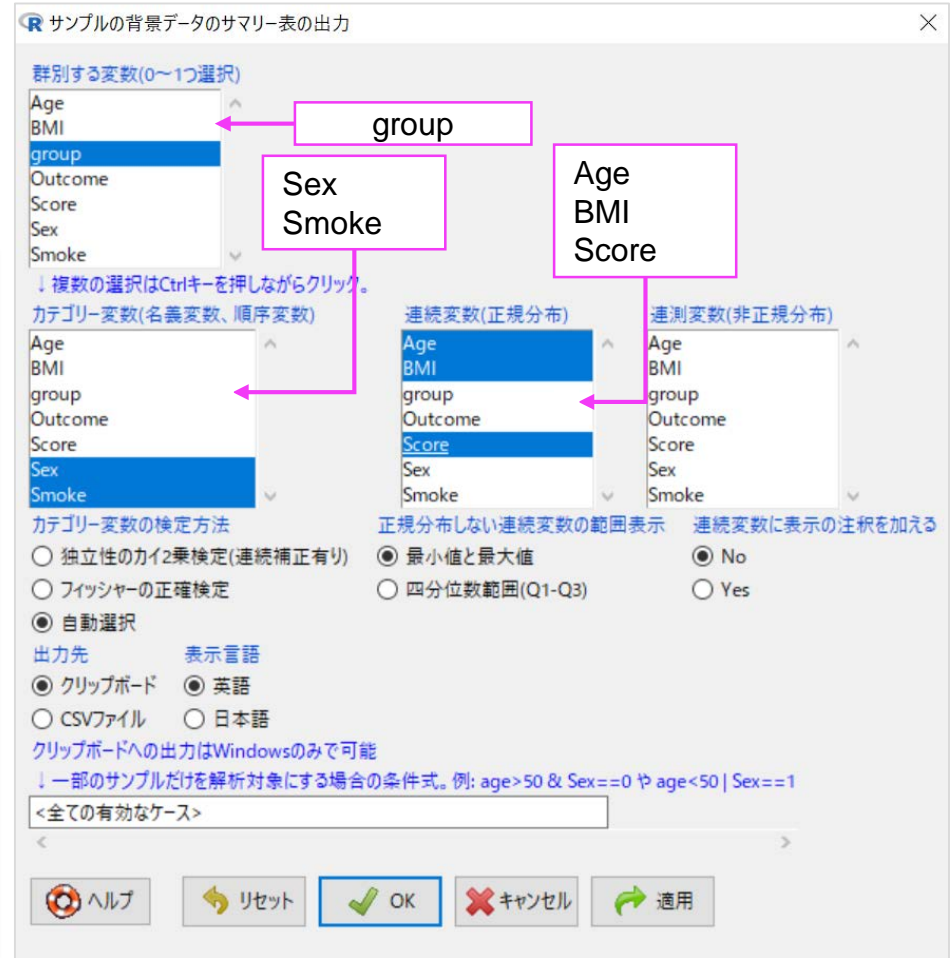 サンプルの背景データのサマリー表の出力
群別する変数(0～1つ選択)
Age
BMI
group
Outcome
Score
Sex
Smoke
group
Sex
Smoke
Age
BMI
Score
↓複数の選択はCtrlキーを押しながらクリック。
カテゴリー変数(名義変数、順序変数)
Age
BMI
group
Outcome
Score
Sex
Smoke
連続変数(正規分布)
Age
BMI
group
Outcome
Score
Sex
Smoke
連測変数(非正規分布)
Age
BMI
group
Outcome
Score
Sex
Smoke
カテゴリー変数の検定方法
独立性のカイ2乗検定(連続補正有り)
フィッシャーの正確検定
自動選択
正規分布しない連続変数の範囲表示
最小値と最大値
四分位数範囲(Q1-Q3)
連続変数に表示の注釈を加える
No
Yes
出力先
クリップボード
CSVファイル
表示言語
英語
日本語
クリップボードへの出力はWindowsのみで可能
↓一部のサンプルだけを解析対象にする場合の条件式。例: age>50 & Sex==0 や age<50 | Sex==1
<全ての有効なケース>
ヘルプ
リセット
OK
キャンセル
適用